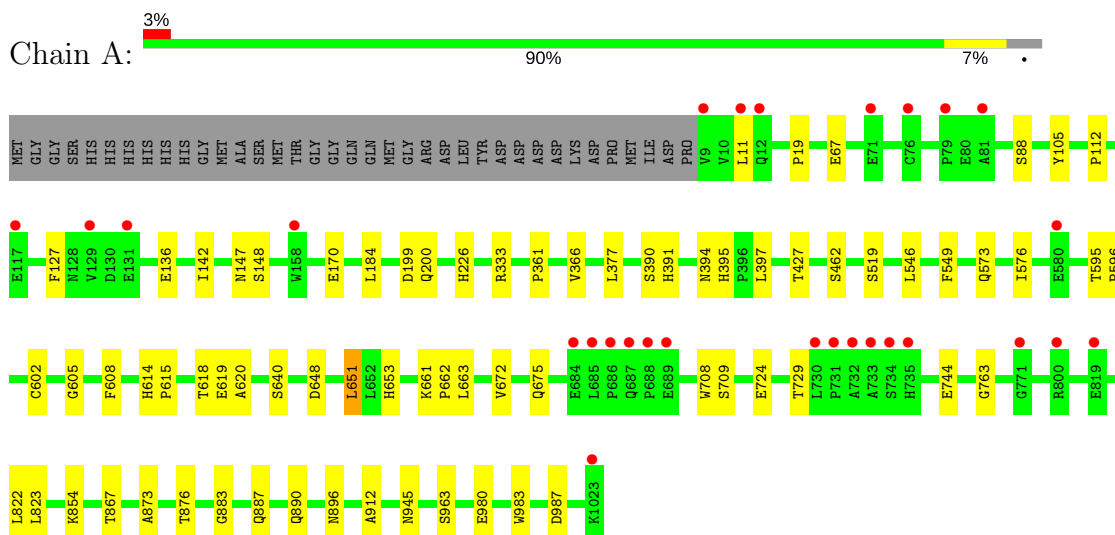 3%
Chain A:
90% 7% •
MET GLY GLY SER HIS HIS HIS HIS HIS HIS GLY MET ALA SER MET THR GLY GLY GLN GLN MET GLY ARG ASP LEU TYR ASP ASP ASP ASP LYS ASP PRO MET ILE ASP PRO V9 V10 L11 Q12 P19 E67 E71 C76 P79 E80 A81 S88 Y105 P112
E117 F127 N128 V129 D130 E131 E136 I142 N147 S148 W158 E170 L184 D199 Q200 H226 R333 P361 V366 L377 S390 H391 N394 H395 P396 L397 T427 S462 S519 L546 F549 Q573 I576 E580 T595
C602 G605 F608 H614 P615 T618 E619 A620 S640 D648 L651 L652 H653 K661 P662 L663 V672 Q675 E684 L685 P686 Q687 P688 E689 W708 S709 E724 T729 L730 P731 A732 A733 S734 H735 E744 G763 G771 R800 E819
L822 L823 K854 T867 A873 T876 G883 Q887 Q890 N896 A912 N945 S963 E980 W983 D987 K1023